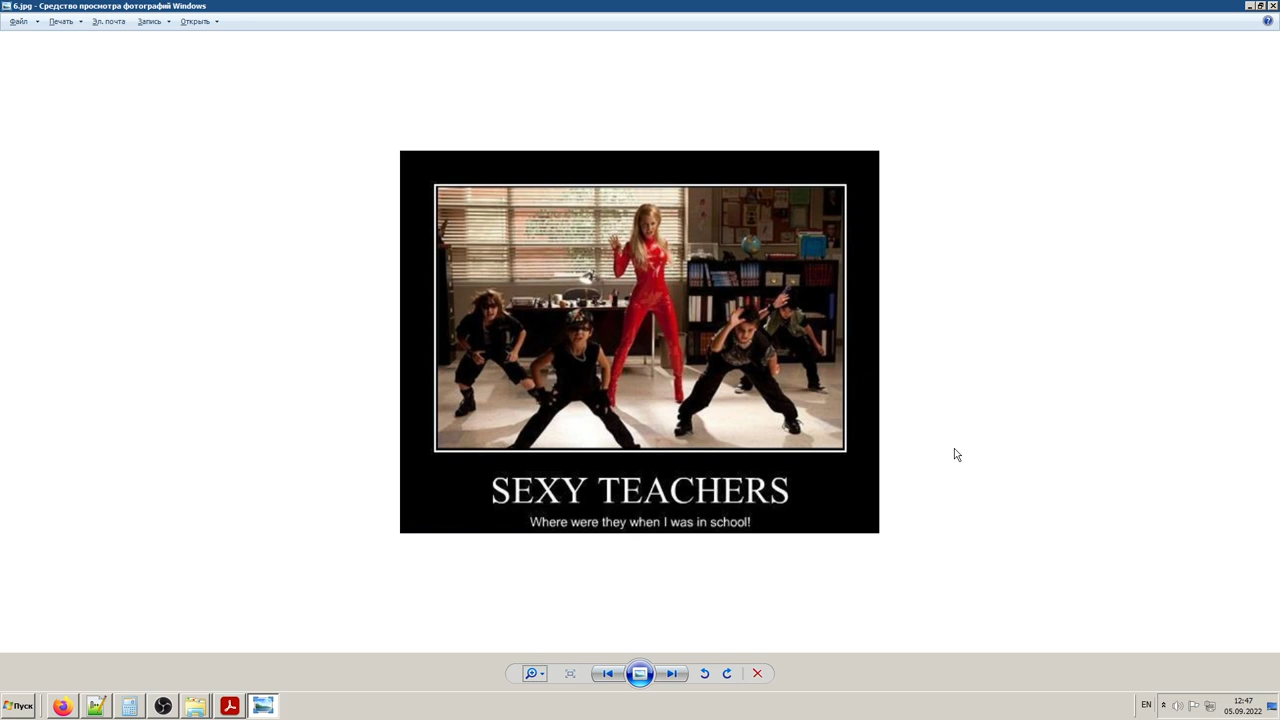 6.jpg - Средство просмотра фотографий Windows
Файл Печать Эл. почта Запись Открыть
SEXY TEACHERS
Where were they when I was in school!
Пуск
EN
12:47
05.09.2022